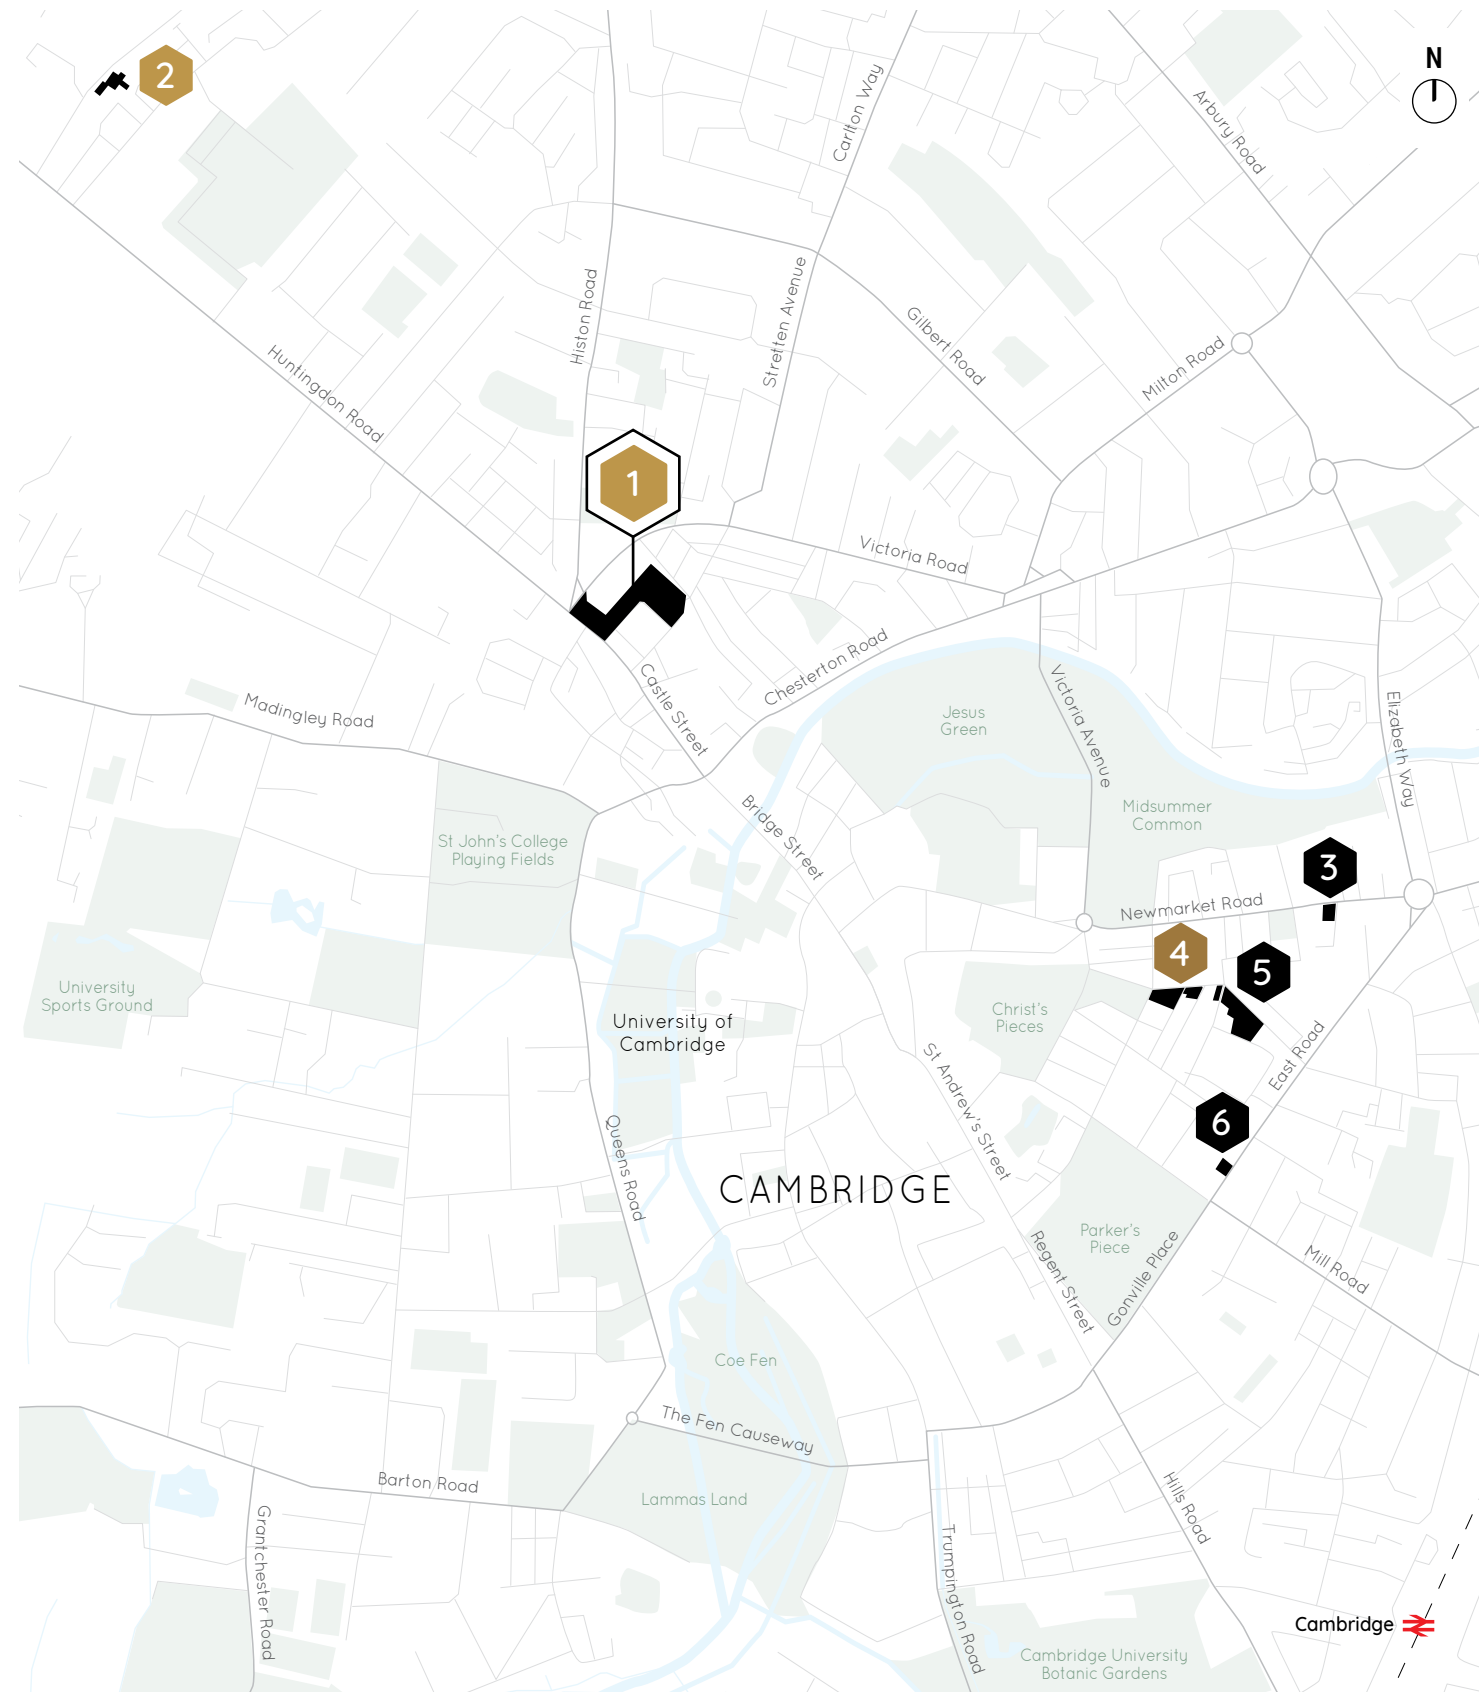 N
2
Carlton Way
Arbury Road
Histon Road
Stretten Avenue
Gilbert Road
Milton Road
Huntingdon Road
1
Victoria Road
Chesterton Road
Castle Street
Madingley Road
Victoria Avenue
Elizabeth Way
Jesus
Green
Midsummer
Common
Bridge Street
St John's College
Playing Fields
3
Newmarket Road
4
5
University
Sports Ground
Christ's
Pieces
University of
Cambridge
East Road
St Andrew's Street
6
Queens Road
CAMBRIDGE
Parker's
Piece
Regent Street
Gonville Place
Mill Road
Coe Fen
The Fen Causeway
Barton Road
Lammas Land
Hills Road
Grantchester Road
Trumpington Road
Cambridge
Cambridge University
Botanic Gardens